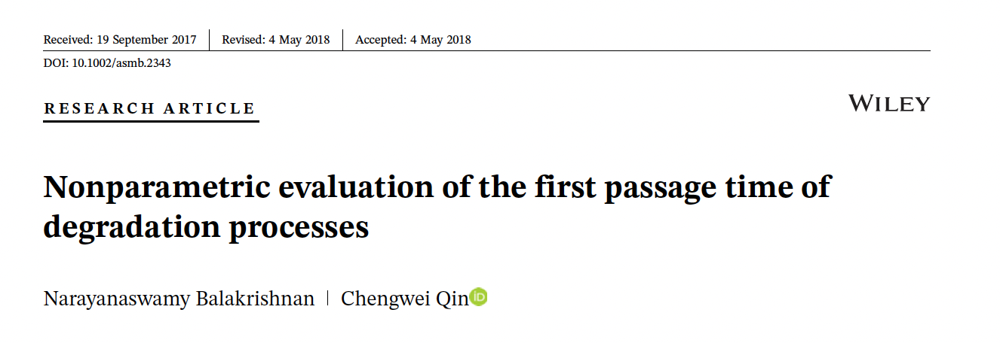 Received: 19 September 2017 Revised: 4 May 2018 Accepted: 4 May 2018
DOI: 10.1002/asmb.2343
RESEARCH ARTICLE
WILEY
Nonparametric evaluation of the first passage time of
degradation processes
Narayanaswamy Balakrishnan Chengwei Qin iD